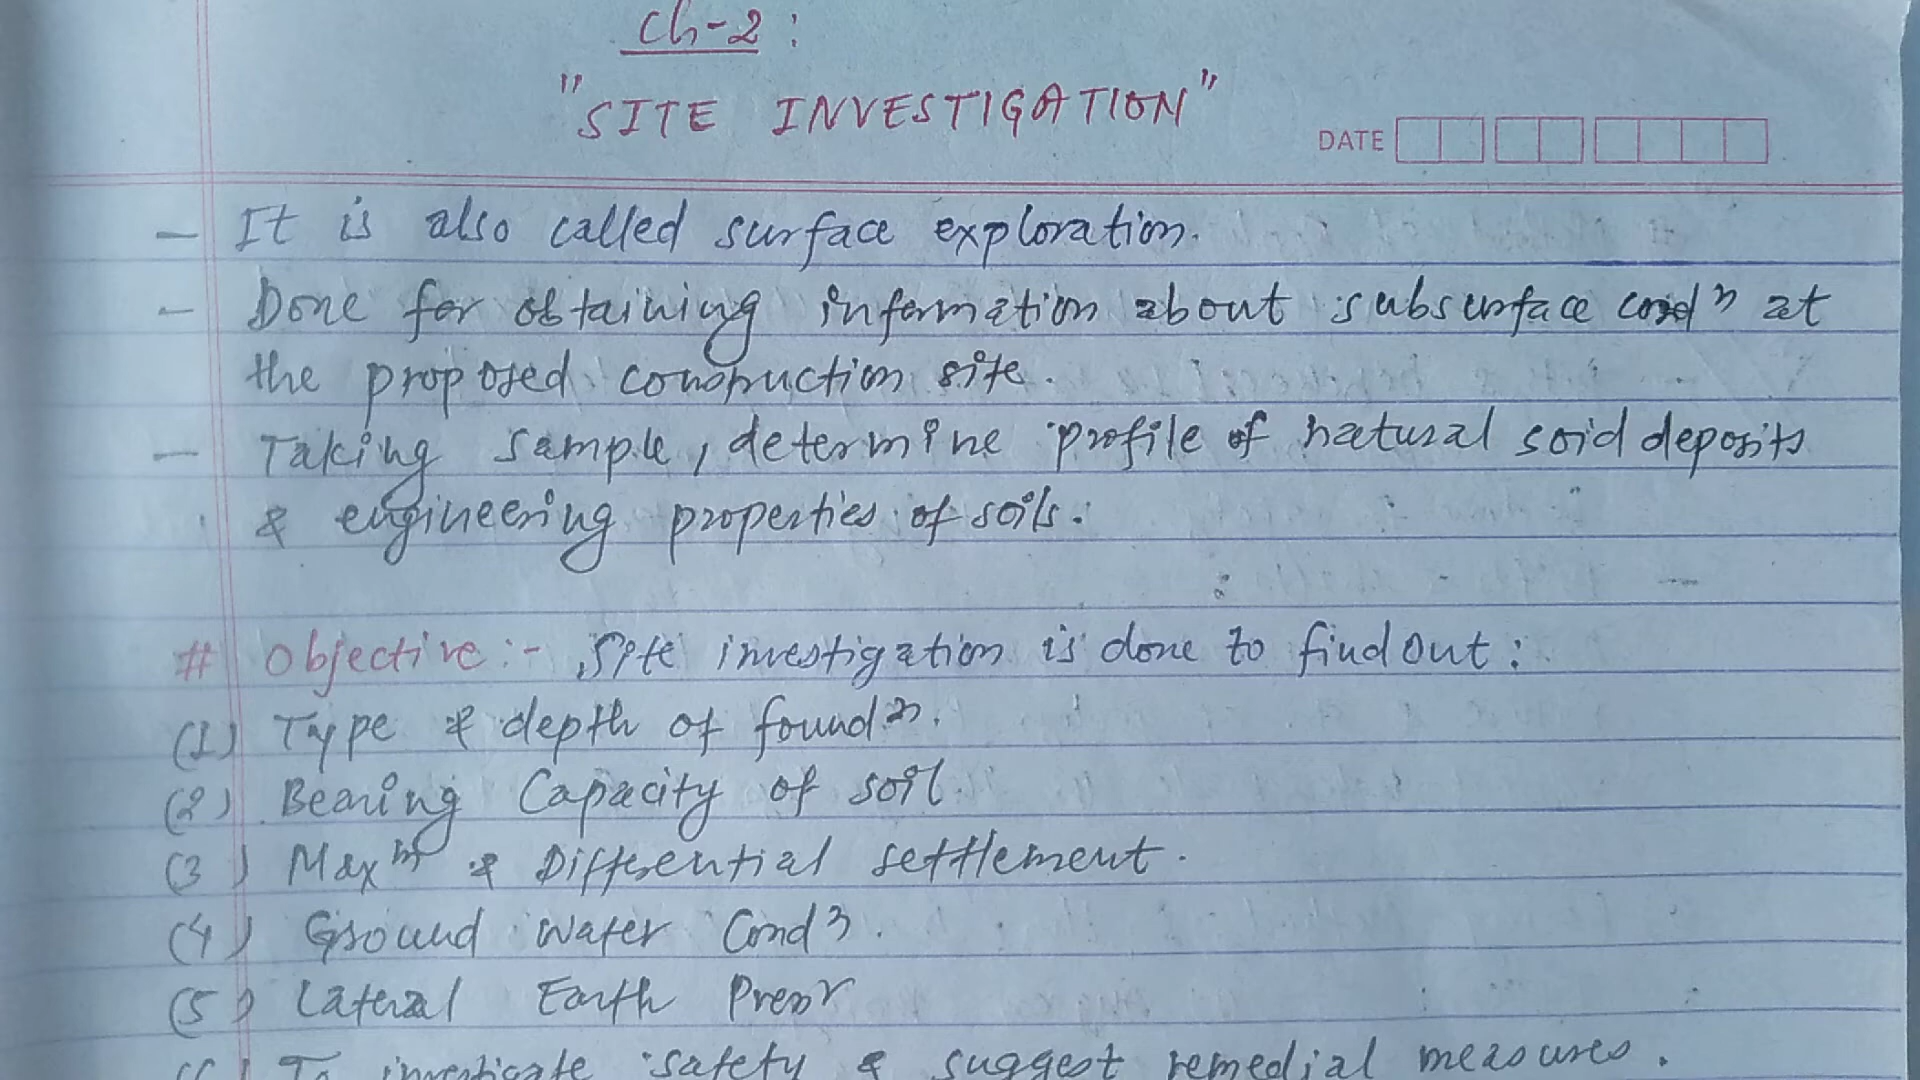 Ch-2:
"SITE INVESTIGATION"
DATE
- It is also called surface exploration.
- Done for obtaining information about subsurface condn at
the proposed construction site.
- Taking sample, determine profile of natural soid deposits
& engineering properties of soils.
# Objective:- Site investigation is done to find out:
(1) Type & depth of foundn.
(2) Bearing Capacity of soil.
(3) Maxm & Differential settlement.
(4) Ground Water Condn.
(5) Lateral Earth Pressr
To investigate safety & suggest remedial measures.